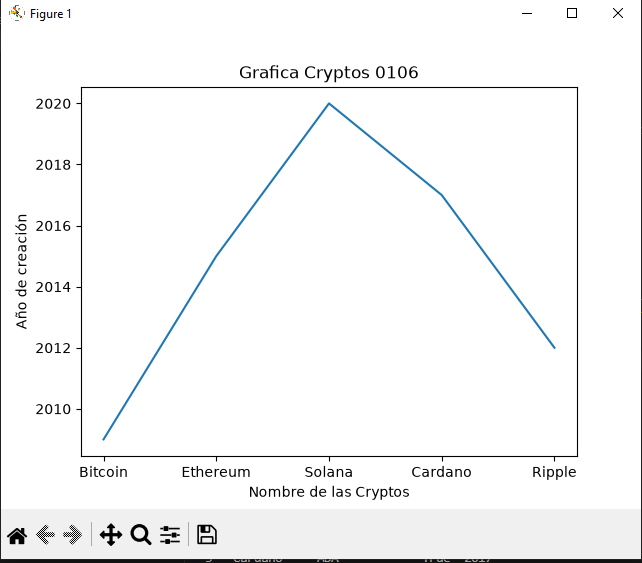 Figure 1
Grafica Cryptos 0106
2020
2018
2016
2014
2012
2010
Año de creación
Bitcoin Ethereum Solana Cardano Ripple
Nombre de las Cryptos